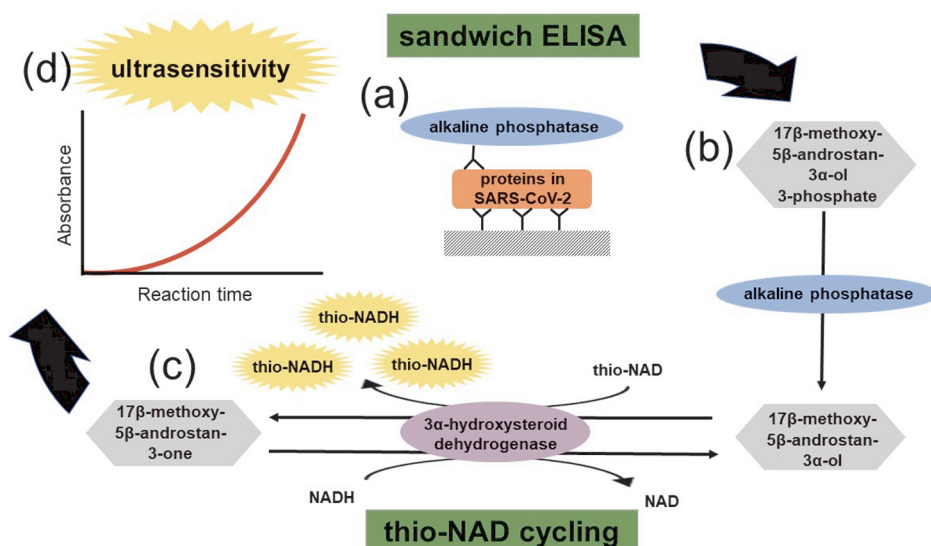 sandwich ELISA
(a)
alkaline phosphatase
proteins in
SARS-CoV-2
(b)
17β-methoxy-
5β-androstan-
3α-ol
3-phosphate
alkaline phosphatase
17β-methoxy-
5β-androstan-
3α-ol
(c)
thio-NADH
thio-NADH
thio-NADH
thio-NAD
3α-hydroxysteroid
dehydrogenase
17β-methoxy-
5β-androstan-
3-one
NADH
NAD
thio-NAD cycling
(d)
ultrasensitivity
Absorbance
Reaction time